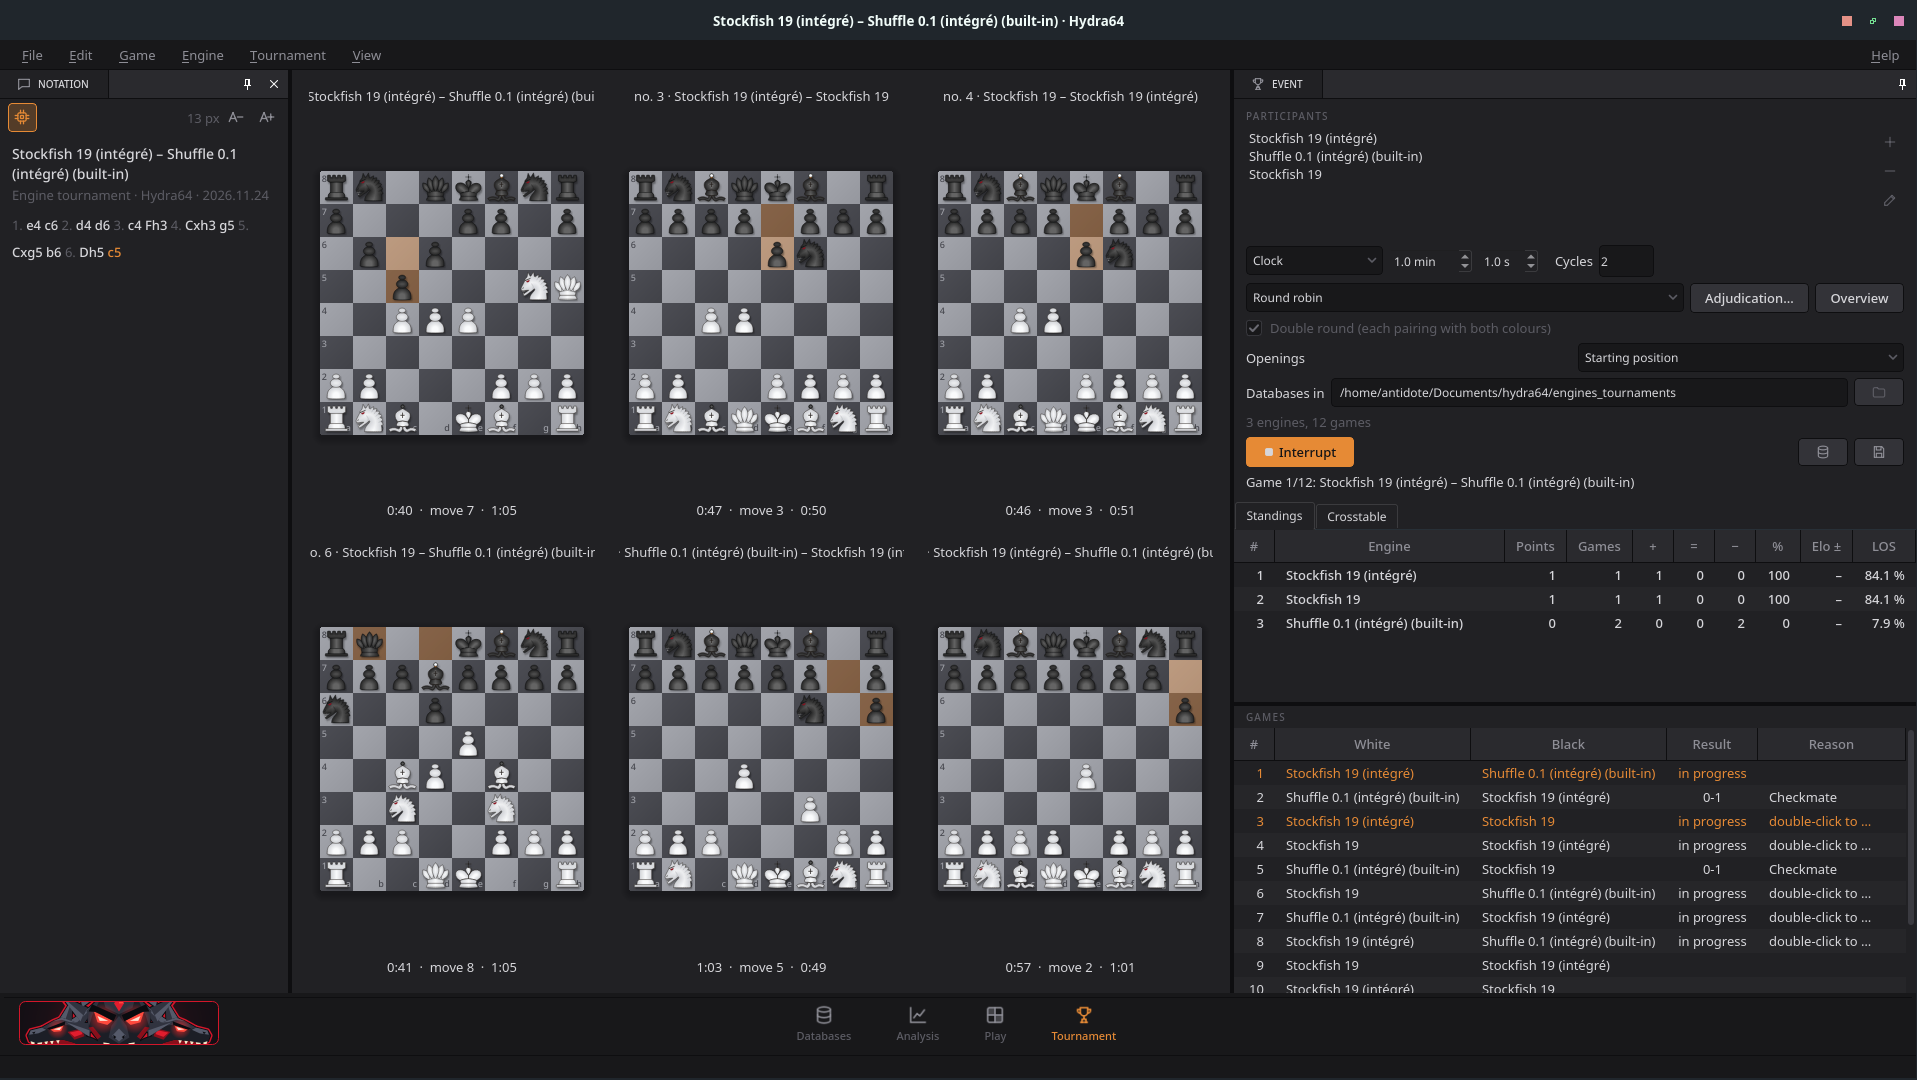 Stockfish 19 (intégré) – Shuffle 0.1 (intégré) (built-in) · Hydra64
File Edit Game Engine Tournament View Help
NOTATION
13 px A− A+
Stockfish 19 (intégré) – Shuffle 0.1
(intégré) (built-in)
Engine tournament · Hydra64 · 2026.11.24
1. e4 c6 2. d4 d6 3. c4 Fh3 4. Cxh3 g5 5.
Cxg5 b6 6. Dh5 c5
Stockfish 19 (intégré) – Shuffle 0.1 (intégré) (bui
no. 3 · Stockfish 19 (intégré) – Stockfish 19
no. 4 · Stockfish 19 – Stockfish 19 (intégré)
0:40 · move 7 · 1:05
0:47 · move 3 · 0:50
0:46 · move 3 · 0:51
o. 6 · Stockfish 19 – Shuffle 0.1 (intégré) (built-ir
· Shuffle 0.1 (intégré) (built-in) – Stockfish 19 (in
· Stockfish 19 (intégré) – Shuffle 0.1 (intégré) (bu
0:41 · move 8 · 1:05
1:03 · move 5 · 0:49
0:57 · move 2 · 1:01
EVENT
PARTICIPANTS
Stockfish 19 (intégré)
Shuffle 0.1 (intégré) (built-in)
Stockfish 19
Clock 1.0 min 1.0 s Cycles 2
Round robin Adjudication... Overview
Double round (each pairing with both colours)
Openings Starting position
Databases in /home/antidote/Documents/hydra64/engines_tournaments
3 engines, 12 games
Interrupt
Game 1/12: Stockfish 19 (intégré) – Shuffle 0.1 (intégré) (built-in)
Standings Crosstable
# Engine Points Games + = − % Elo ± LOS
1 Stockfish 19 (intégré) 1 1 1 0 0 100 – 84.1 %
2 Stockfish 19 1 1 1 0 0 100 – 84.1 %
3 Shuffle 0.1 (intégré) (built-in) 0 2 0 0 2 0 – 7.9 %
GAMES
# White Black Result Reason
1 Stockfish 19 (intégré) Shuffle 0.1 (intégré) (built-in) in progress
2 Shuffle 0.1 (intégré) (built-in) Stockfish 19 (intégré) 0-1 Checkmate
3 Stockfish 19 (intégré) Stockfish 19 in progress double-click to ...
4 Stockfish 19 Stockfish 19 (intégré) in progress double-click to ...
5 Shuffle 0.1 (intégré) (built-in) Stockfish 19 0-1 Checkmate
6 Stockfish 19 Shuffle 0.1 (intégré) (built-in) in progress double-click to ...
7 Shuffle 0.1 (intégré) (built-in) Stockfish 19 (intégré) in progress double-click to ...
8 Stockfish 19 (intégré) Shuffle 0.1 (intégré) (built-in) in progress double-click to ...
9 Stockfish 19 Stockfish 19 (intégré)
10 Stockfish 19 (intégré) Stockfish 19
Databases Analysis Play Tournament